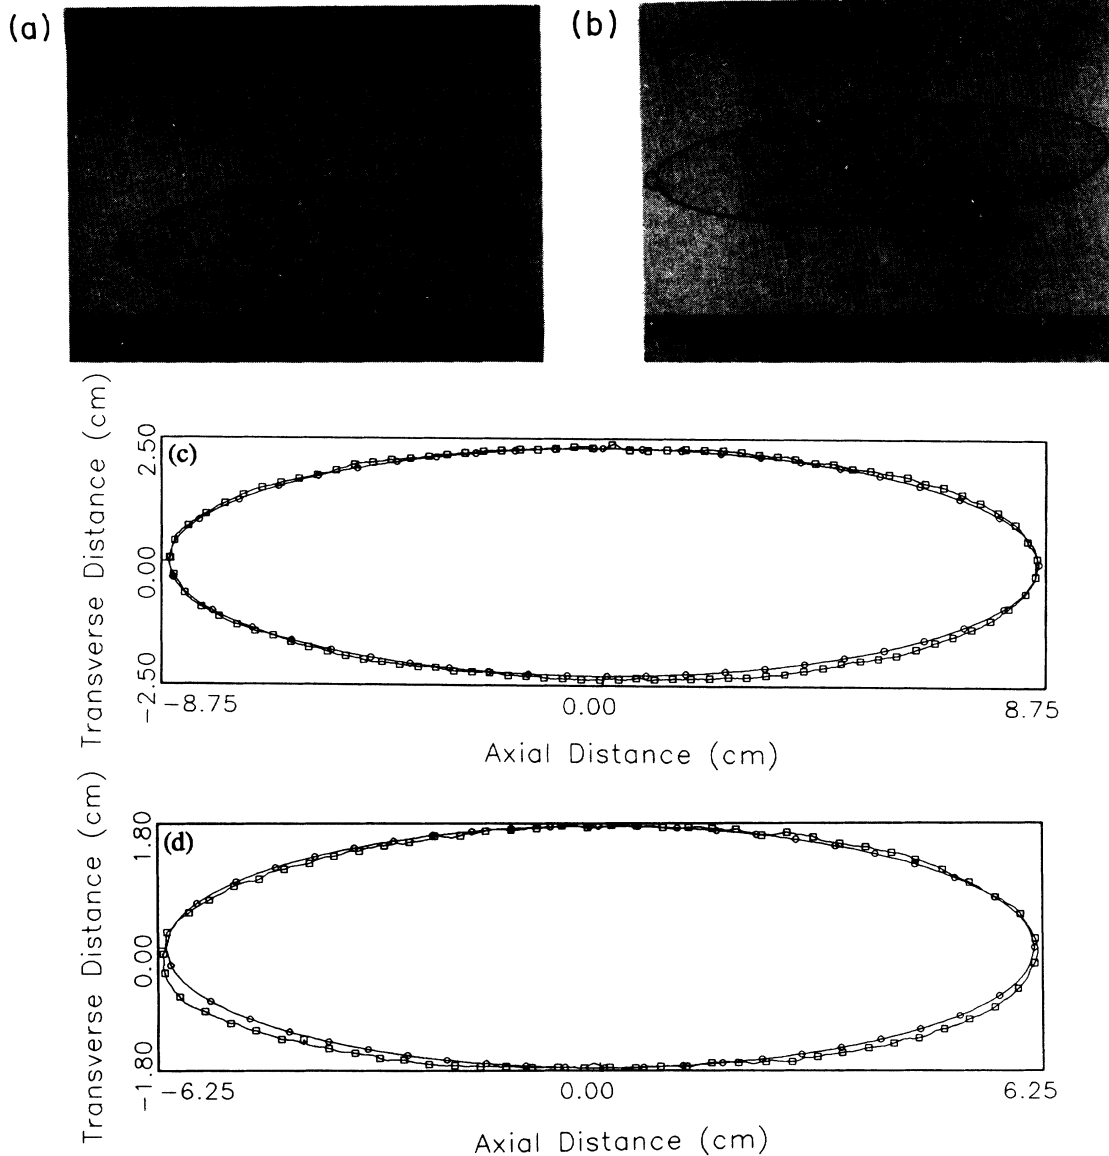 (a)
(b)
(c)
Transverse Distance (cm)
2.50
0.00
-2.50
-8.75
0.00
8.75
Axial Distance (cm)
(d)
Transverse Distance (cm)
1.80
0.00
-1.80
-6.25
0.00
6.25
Axial Distance (cm)